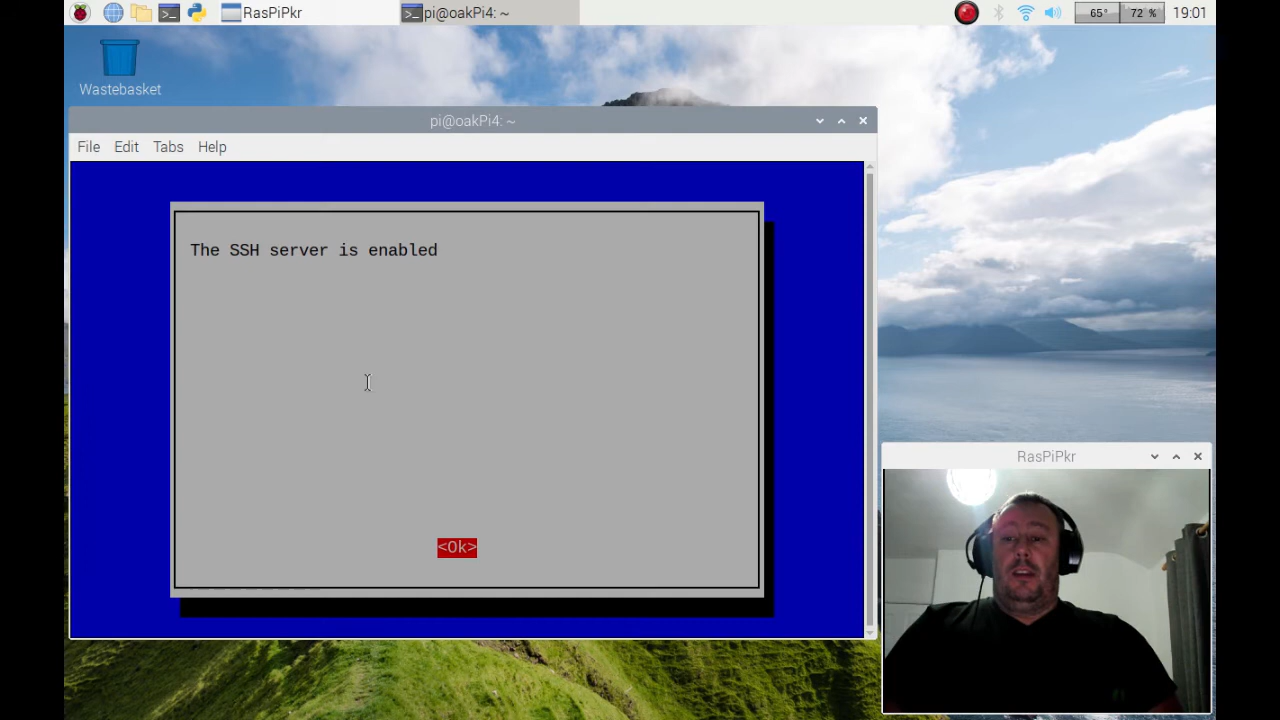 RasPiPkr
pi@oakPi4: ~
65°
72 %
19:01
Wastebasket
pi@oakPi4: ~
File Edit Tabs Help
The SSH server is enabled
<Ok>
RasPiPkr